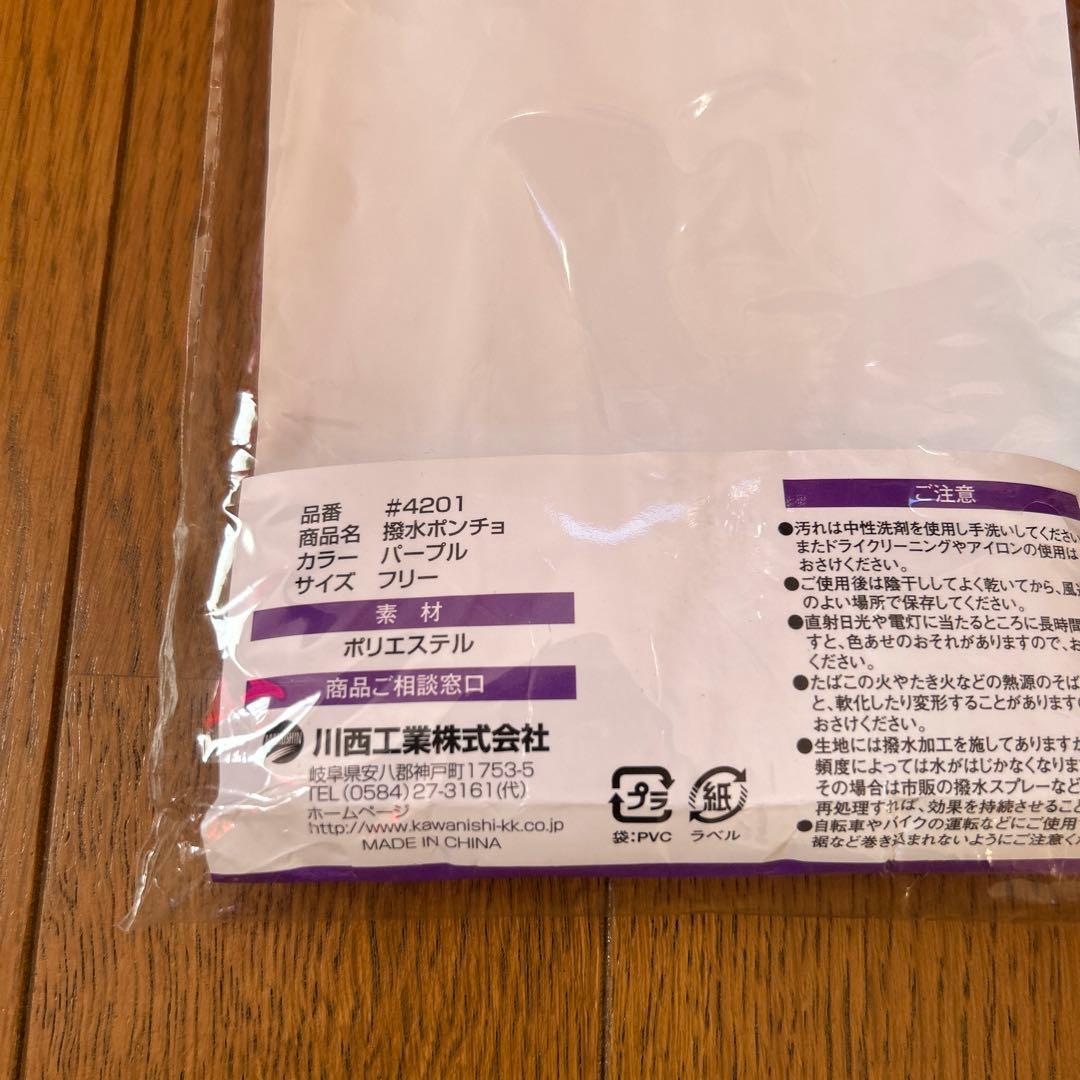 品番 #4201
商品名 撥水ポンチョ
カラー パープル
サイズ フリー
素材
ポリエステル
商品ご相談窓口
川西工業株式会社
岐阜県安八郡神戸町1753-5
TEL(0584)27-3161(代)
ホームページ
http://www.kawanishi-kk.co.jp
MADE IN CHINA
プラ
袋:PVC
紙
ラベル
ご注意
●汚れは中性洗剤を使用し手洗いしてください
またドライクリーニングやアイロンの使用は
おさけください。
●ご使用後は陰干ししてよく乾いてから、風通
のよい場所で保存してください。
●直射日光や電灯に当たるところに長時間
すと、色あせのおそれがありますので、お
ください。
●たばこの火やたき火などの熱源のそば
と、軟化したり変形することがあります
おさけください。
●生地には撥水加工を施してありますが
頻度によっては水がはじかなくなります
その場合は市販の撥水スプレーなど
再処理すれば、効果を持続させること
●自転車やバイクの運転などにご使用
裾など巻き込まれないようにご注意く